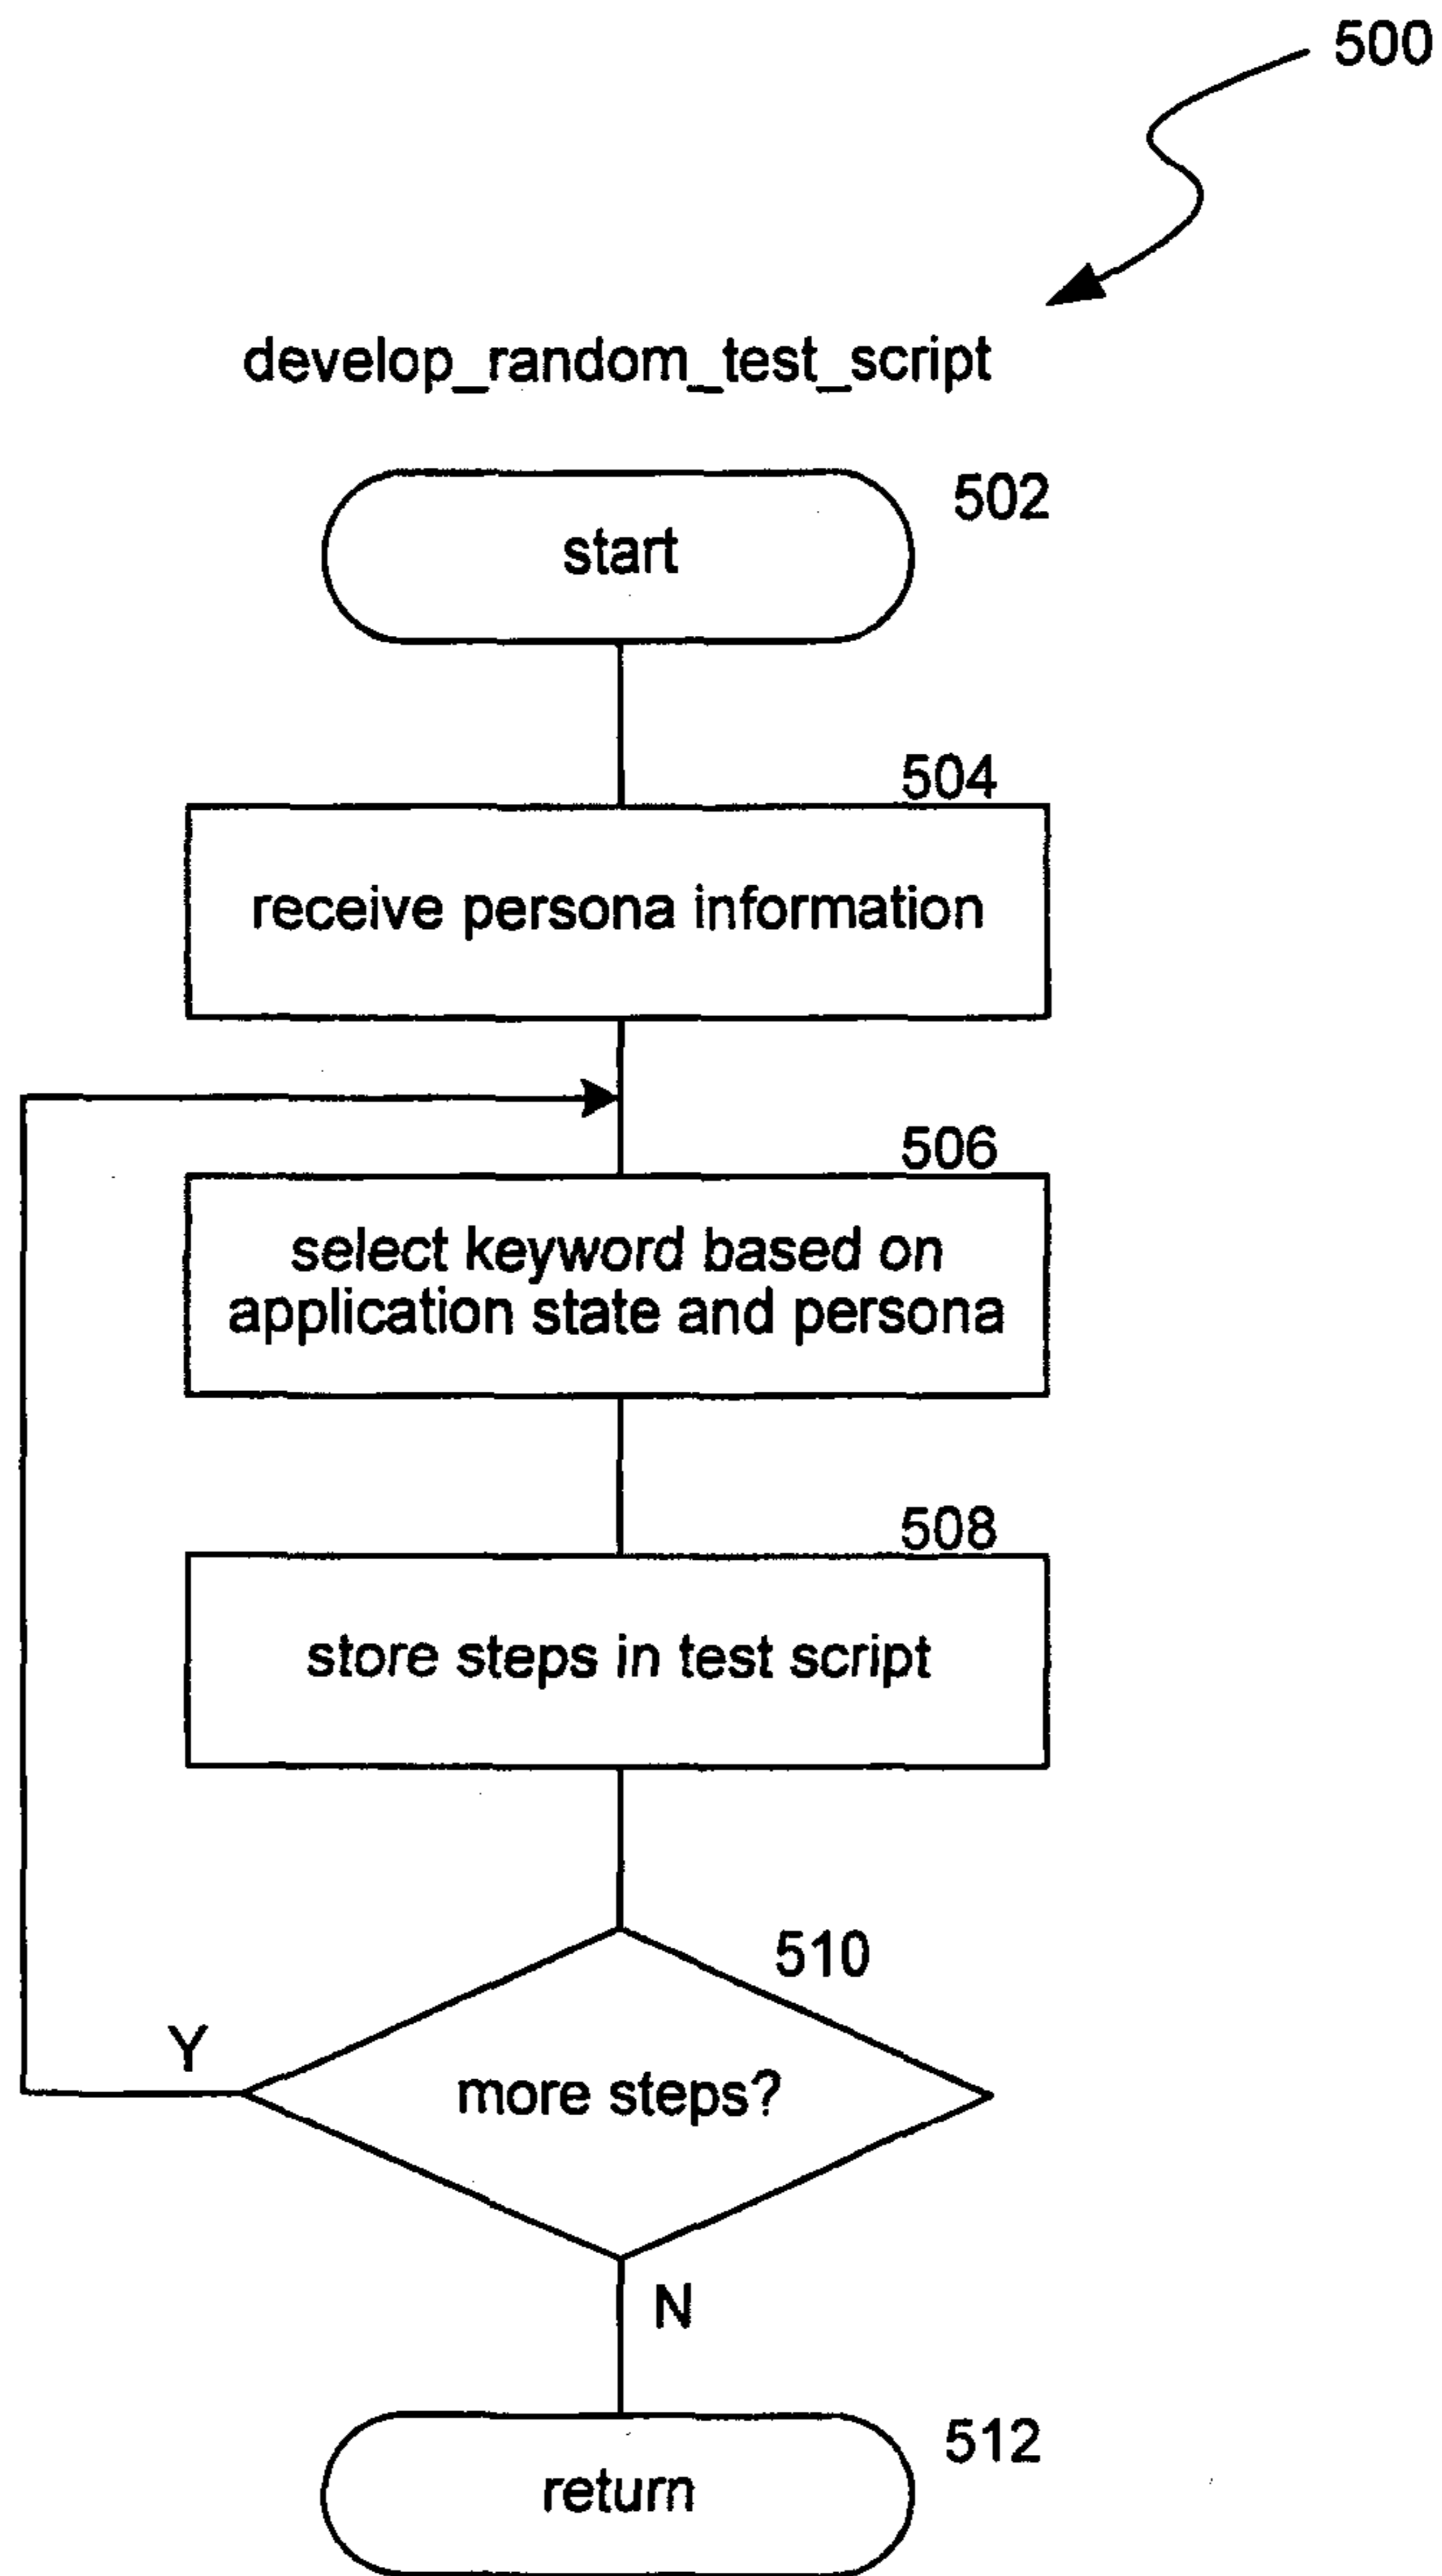 500
develop_random_test_script
502
start
504
receive persona information
506
select keyword based on
application state and persona
508
store steps in test script
510
Y
more steps?
N
512
return